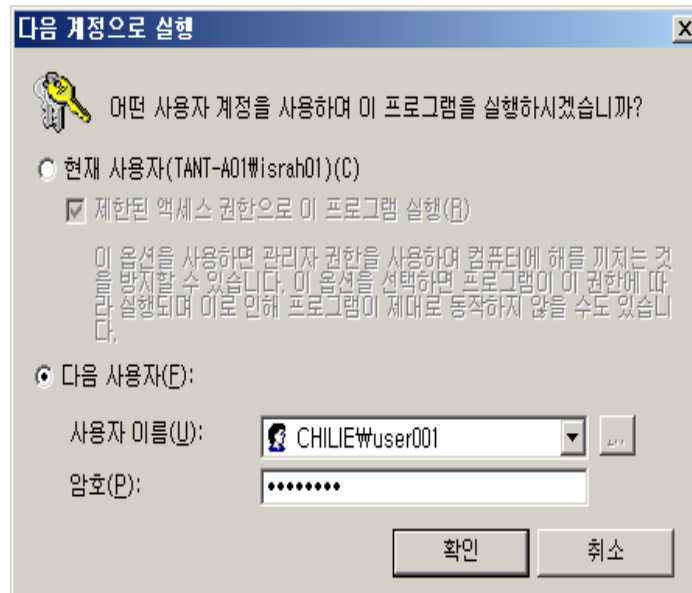 다음 계정으로 실행
어떤 사용자 계정을 사용하여 이 프로그램을 실행하시겠습니까?
현재 사용자(TANT-A01₩israh01)(C)
제한된 액세스 권한으로 이 프로그램 실행(R)
이 옵션을 사용하면 관리자 권한을 사용하여 컴퓨터에 해를 끼치는 것
을 방지할 수 있습니다. 이 옵션을 선택하면 프로그램이 이 권한에 따
라 실행되며 이로 인해 프로그램이 제대로 동작하지 않을 수도 있습니
다.
다음 사용자(F):
사용자 이름(U):
CHILIE₩user001
...
암호(P):
••••••••
확인
취소